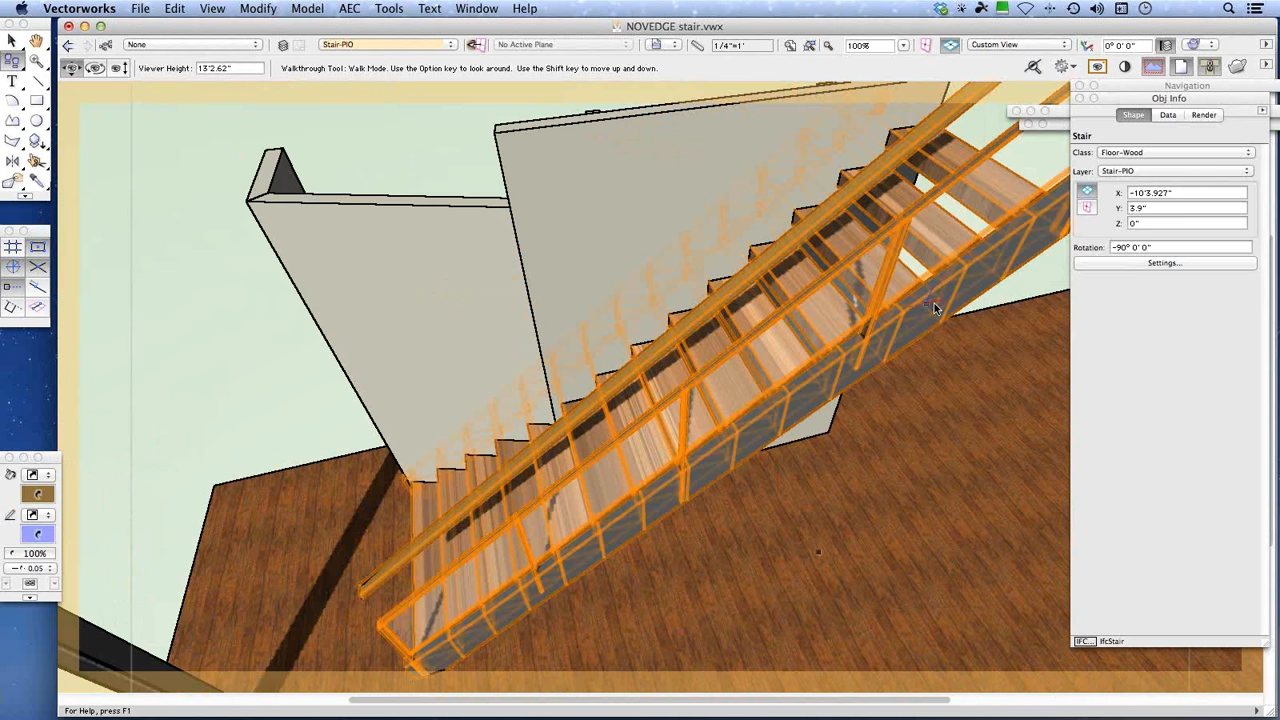 Vectorworks File Edit View Modify Model AEC Tools Text Window Help
NOVEDGE stair.vwx
None Stair-PIO No Active Plane 1/4"=1' 100% Custom View 0° 0' 0"
Viewer Height: 13'2.62" Walkthrough Tool: Walk Mode. Use the Option key to look around. Use the Shift key to move up and down.
Navigation
Obj Info
Shape Data Render
Stair
Class: Floor-Wood
Layer: Stair-PIO
X: -10'3.927"
Y: 3.9"
Z: 0"
Rotation: -90° 0' 0"
Settings...
100%
0.05
IFC... IfcStair
For Help, press F1